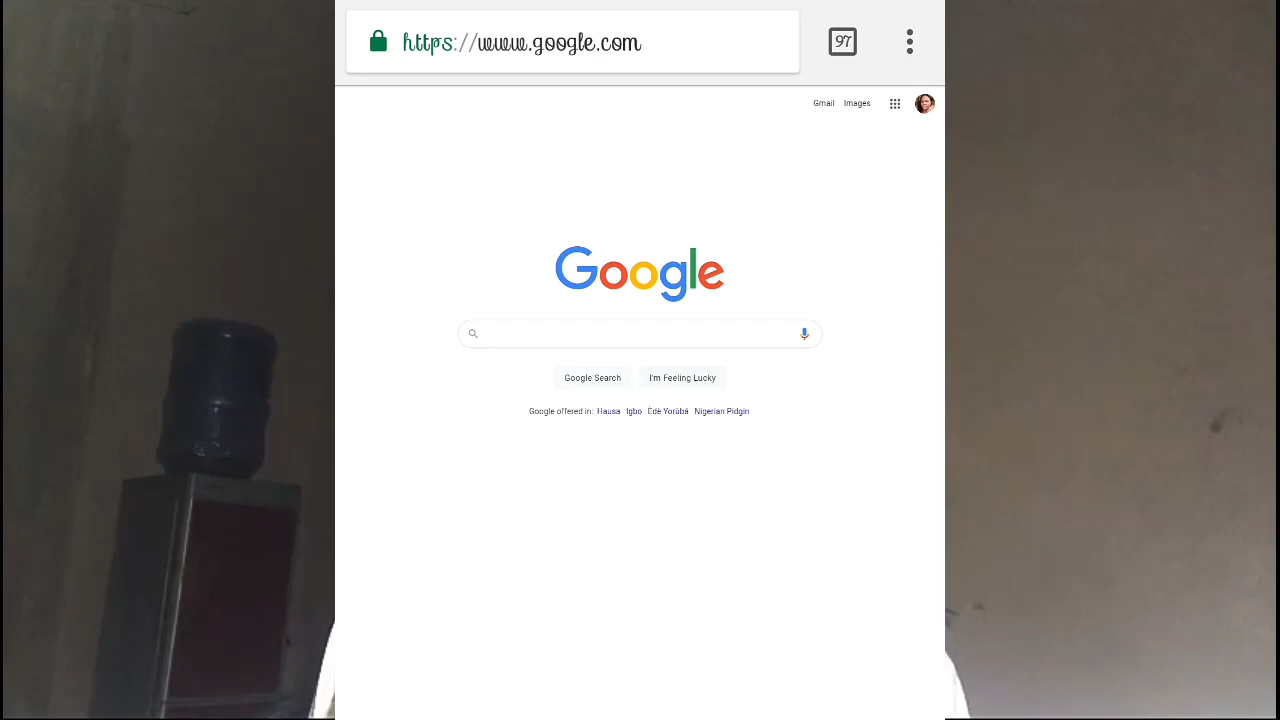 https://www.google.com 97
Gmail Images
Google
Google Search I'm Feeling Lucky
Google offered in: Hausa Igbo Èdè Yorùbá Nigerian Pidgin